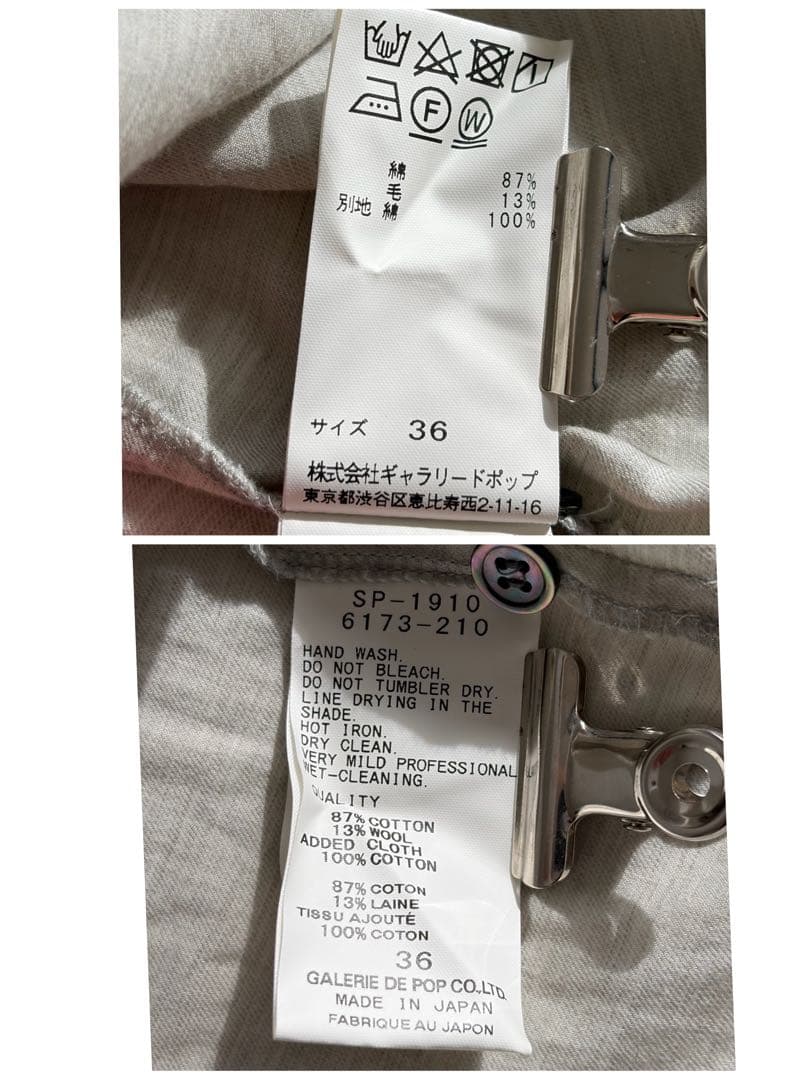 F W
綿 87%
毛 13%
別地 綿 100%
サイズ 36
株式会社ギャラリードポップ
東京都渋谷区恵比寿西2-11-16
SP-1910
6173-210
HAND WASH.
DO NOT BLEACH.
DO NOT TUMBLER DRY.
LINE DRYING IN THE
SHADE.
HOT IRON.
DRY CLEAN.
VERY MILD PROFESSIONAL
WET-CLEANING.
QUALITY
87% COTTON
13% WOOL
ADDED CLOTH
100% COTTON
87% COTON
13% LAINE
TISSU AJOUTÉ
100% COTON
36
GALERIE DE POP CO.,LTD.
MADE IN JAPAN
FABRIQUE AU JAPON